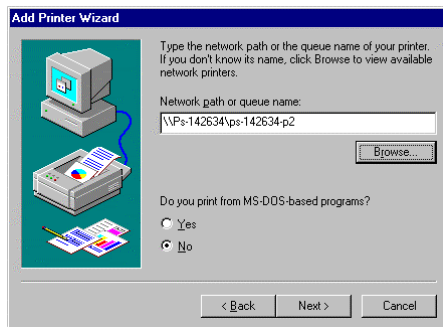 Add Printer Wizard
Type the network path or the queue name of your printer.
If you don't know its name, click Browse to view available
network printers.
Network path or queue name:
\\Ps-142634\ps-142634-p2
Browse...
Do you print from MS-DOS-based programs?
Yes
No
< Back
Next >
Cancel